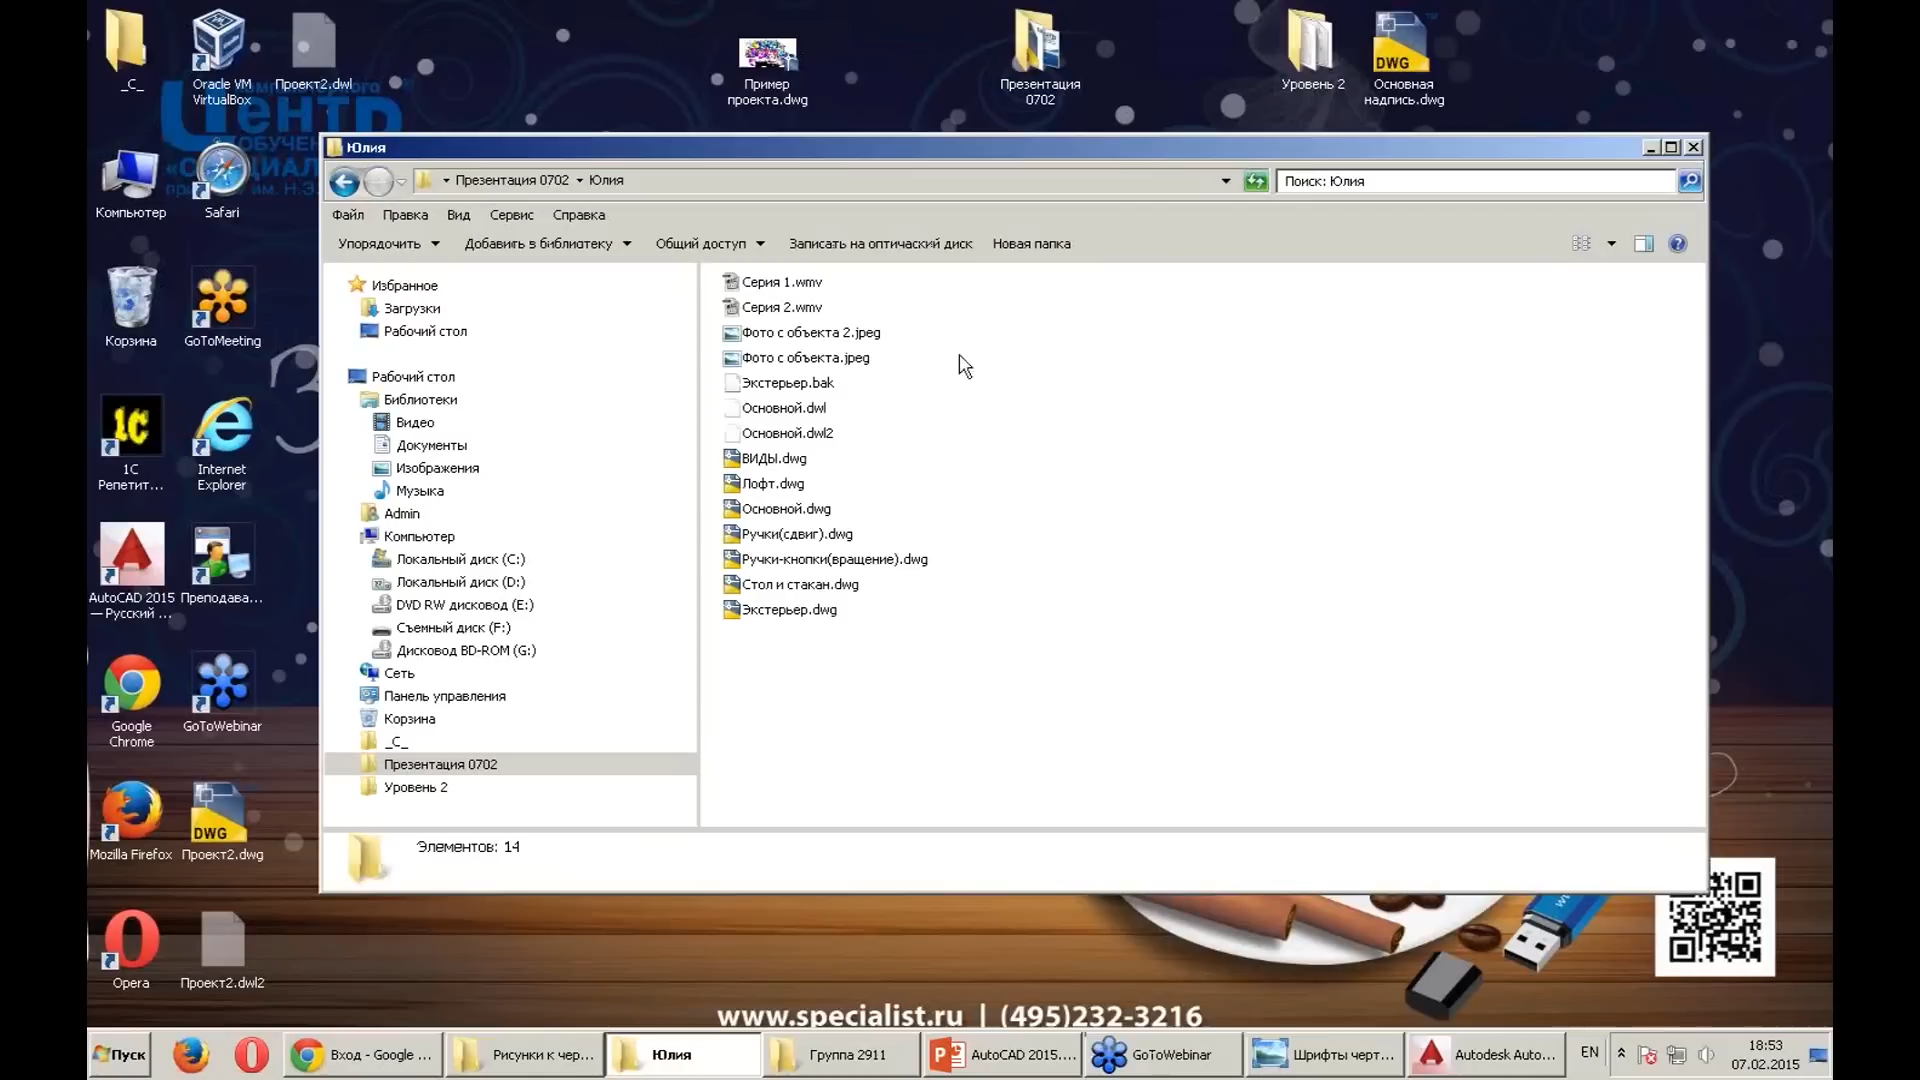 _C_
Oracle VM
VirtualBox
Проект2.dwl
Пример
проекта.dwg
Презентация
0702
Уровень 2
DWG
Основная
надпись.dwg
Центр
Компьютер
Safari
Корзина
GoToMeeting
1С
Репетит...
Internet
Explorer
AutoCAD 2015
— Русский ...
Преподава...
Google
Chrome
GoToWebinar
Mozilla Firefox
DWG
Проект2.dwg
Opera
Проект2.dwl2
Юлия
Презентация 0702
Юлия
Поиск: Юлия
Файл
Правка
Вид
Сервис
Справка
Упорядочить
Добавить в библиотеку
Общий доступ
Записать на оптический диск
Новая папка
Избранное
Загрузки
Рабочий стол
Рабочий стол
Библиотеки
Видео
Документы
Изображения
Музыка
Admin
Компьютер
Локальный диск (C:)
Локальный диск (D:)
DVD RW дисковод (E:)
Съемный диск (F:)
Дисковод BD-ROM (G:)
Сеть
Панель управления
Корзина
_C_
Презентация 0702
Уровень 2
Серия 1.wmv
Серия 2.wmv
Фото с объекта 2.jpeg
Фото с объекта.jpeg
Экстерьер.bak
Основной.dwl
Основной.dwl2
ВИДЫ.dwg
Лофт.dwg
Основной.dwg
Ручки(сдвиг).dwg
Ручки-кнопки(вращение).dwg
Стол и стакан.dwg
Экстерьер.dwg
Элементов: 14
www.specialist.ru | (495)232-3216
Пуск
Вход - Google ...
Рисунки к чер...
Юлия
Группа 2911
AutoCAD 2015....
GoToWebinar
Шрифты черт...
Autodesk Auto...
EN
18:53
07.02.2015